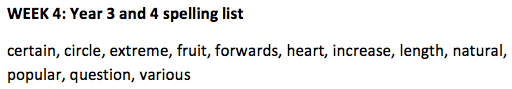 WEEK 4: Year 3 and 4 spelling list
certain, circle, extreme, fruit, forwards, heart, increase, length, natural,
popular, question, various